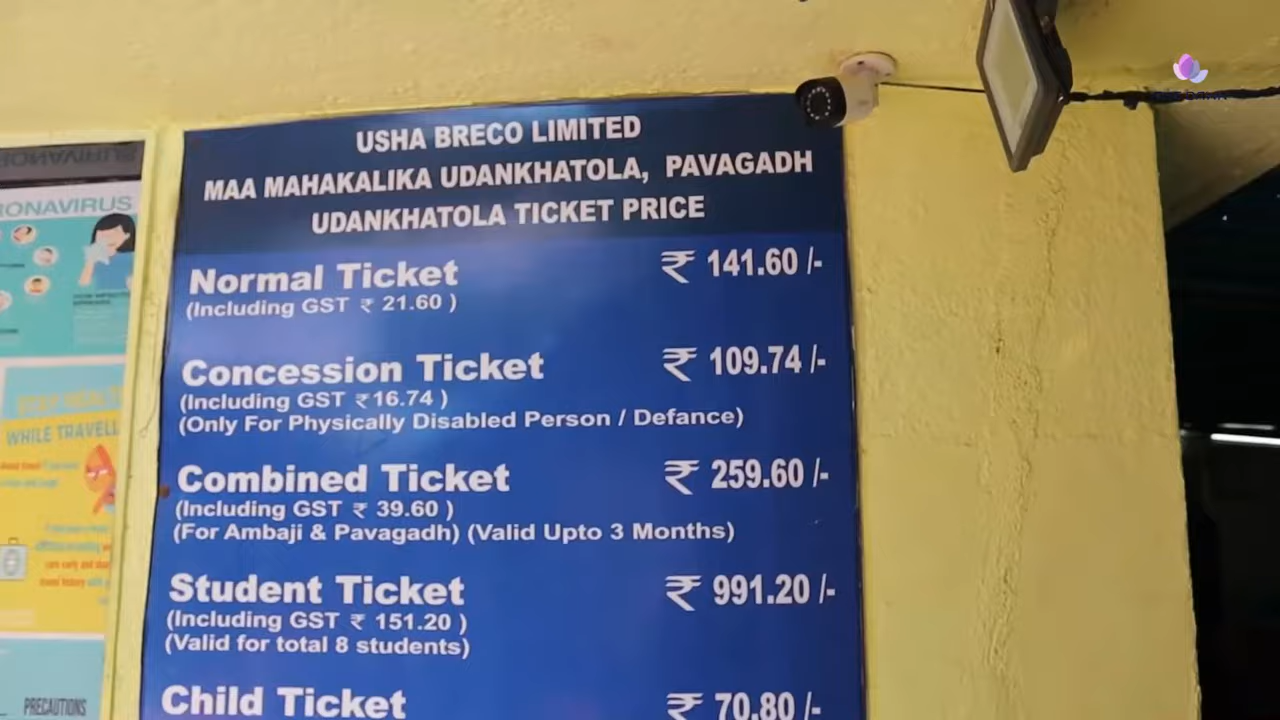 USHA BRECO LIMITED
MAA MAHAKALIKA UDANKHATOLA, PAVAGADH
UDANKHATOLA TICKET PRICE
Normal Ticket ₹ 141.60 /-
(Including GST ₹ 21.60 )
Concession Ticket ₹ 109.74 /-
(Including GST ₹16.74 )
(Only For Physically Disabled Person / Defance)
Combined Ticket ₹ 259.60 /-
(Including GST ₹ 39.60 )
(For Ambaji & Pavagadh) (Valid Upto 3 Months)
Student Ticket ₹ 991.20 /-
(Including GST ₹ 151.20 )
(Valid for total 8 students)
Child Ticket ₹ 70.80 /-
WHILE
PRECAUTIONS